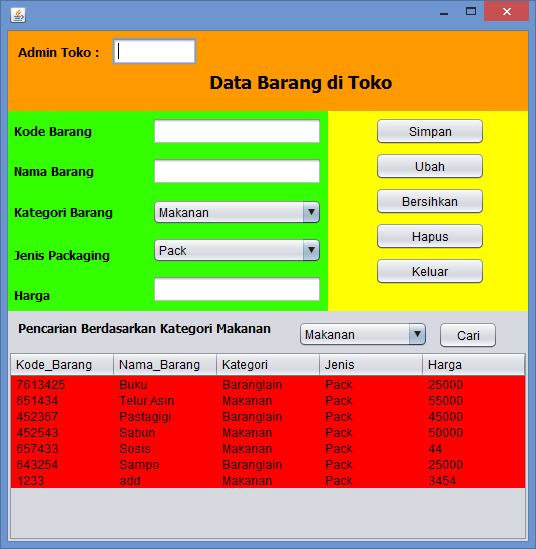 Admin Toko :
Data Barang di Toko
Kode Barang
Nama Barang
Kategori Barang Makanan
Jenis Packaging Pack
Harga
Simpan
Ubah
Bersihkan
Hapus
Keluar
Pencarian Berdasarkan Kategori Makanan Makanan Cari
Kode_Barang Nama_Barang Kategori Jenis Harga
7613425 Buku Baranglain Pack 25000
651434 Telur Asin Makanan Pack 55000
452367 Pastagigi Baranglain Pack 45000
452543 Sabun Makanan Pack 50000
657433 Sosis Makanan Pack 44
643254 Sampo Baranglain Pack 25000
1233 add Makanan Pack 3454